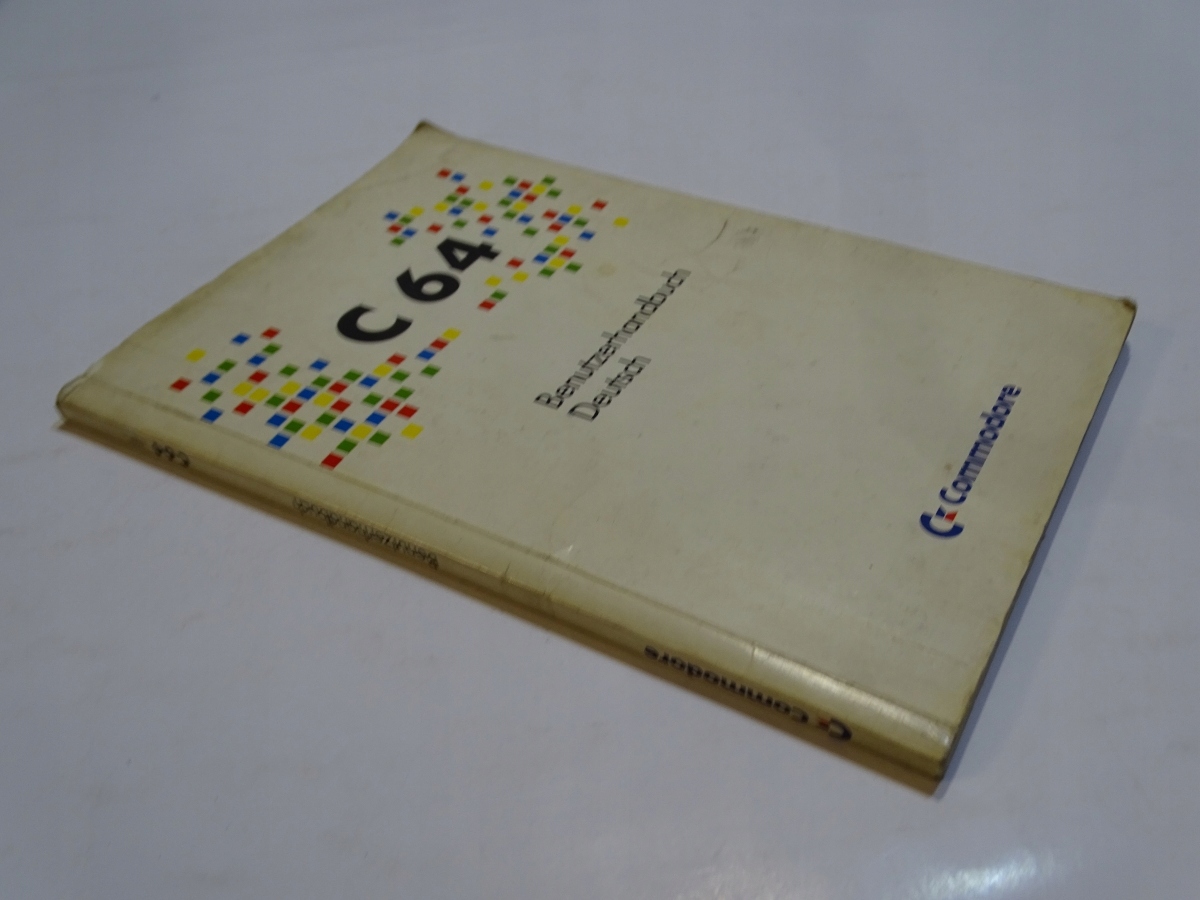 C 64
Benutzerhandbuch
Deutsch
Commodore
C64
Benutzerhandbuch
Commodore